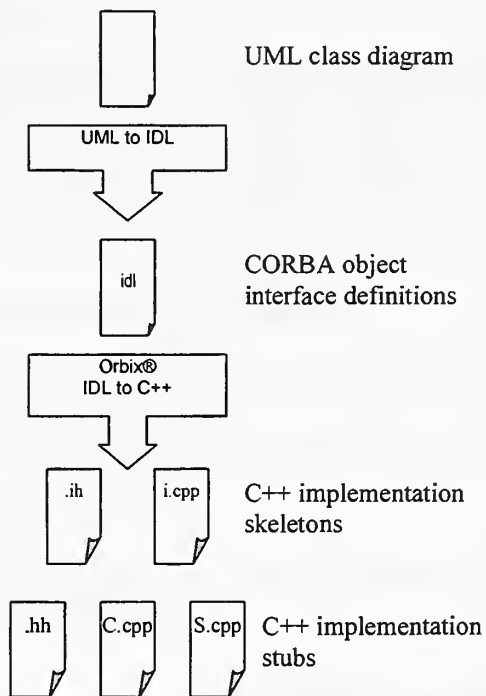 UML class diagram
UML to IDL
idl
CORBA object
interface definitions
Orbix®
IDL to C++
.ih
i.cpp
C++ implementation
skeletons
.hh
C.cpp
S.cpp
C++ implementation
stubs